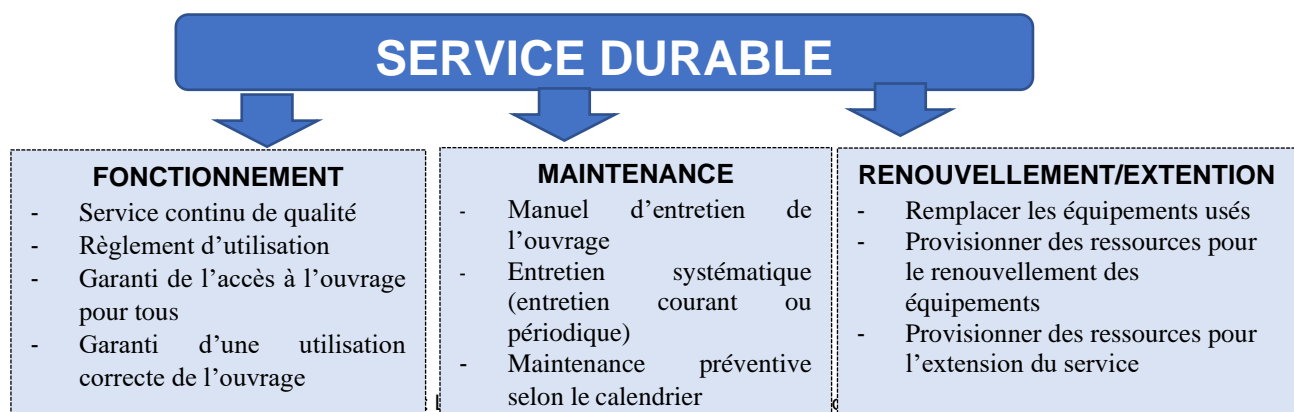 SERVICE DURABLE
FONCTIONNEMENT
- Service continu de qualité
- Règlement d’utilisation
- Garanti de l’accès à l’ouvrage
pour tous
- Garanti d’une utilisation
correcte de l’ouvrage
MAINTENANCE
- Manuel d’entretien de
l’ouvrage
- Entretien systématique
(entretien courant ou
périodique)
- Maintenance préventive
selon le calendrier
RENOUVELLEMENT/EXTENTION
- Remplacer les équipements usés
- Provisionner des ressources pour
le renouvellement des
équipements
- Provisionner des ressources pour
l’extension du service